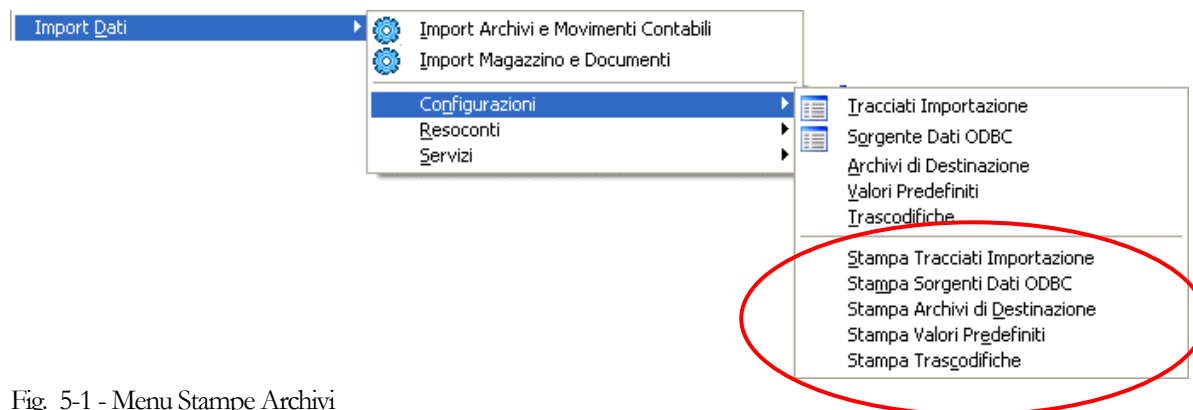 Import Dati
Import Archivi e Movimenti Contabili
Import Magazzino e Documenti
Configurazioni
Resoconti
Servizi
Tracciati Importazione
Sorgente Dati ODBC
Archivi di Destinazione
Valori Predefiniti
Trascodifiche
Stampa Tracciati Importazione
Stampa Sorgenti Dati ODBC
Stampa Archivi di Destinazione
Stampa Valori Predefiniti
Stampa Trascodifiche
Fig. 5-1 - Menu Stampe Archivi